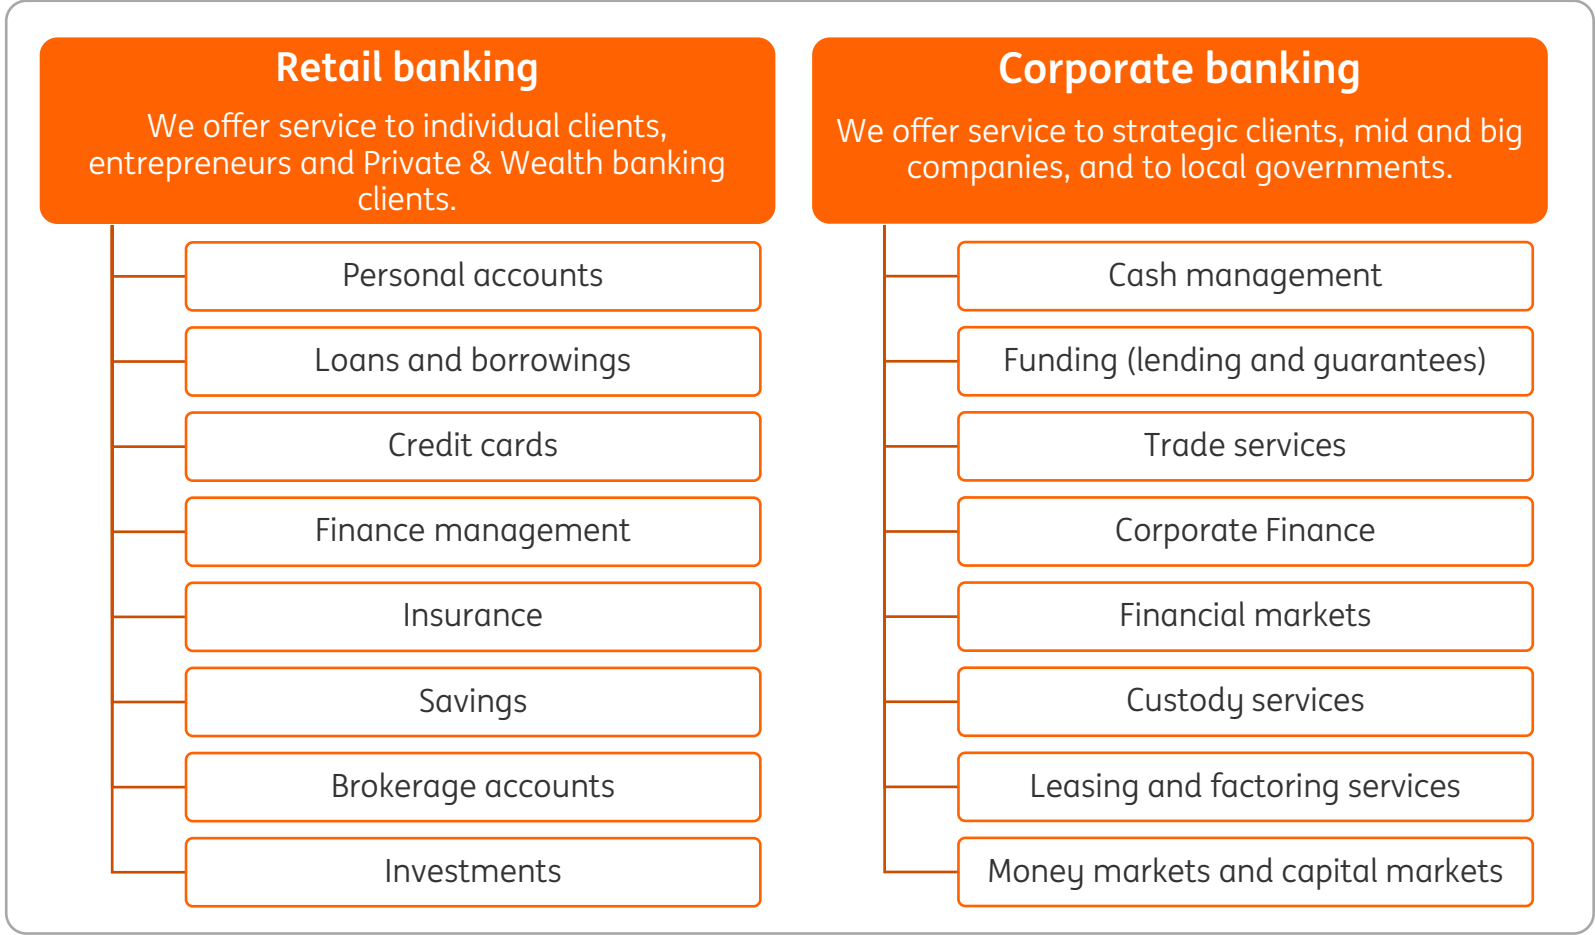 Retail banking
We offer service to individual clients,
entrepreneurs and Private & Wealth banking
clients.
Personal accounts
Loans and borrowings
Credit cards
Finance management
Insurance
Savings
Brokerage accounts
Investments
Corporate banking
We offer service to strategic clients, mid and big
companies, and to local governments.
Cash management
Funding (lending and guarantees)
Trade services
Corporate Finance
Financial markets
Custody services
Leasing and factoring services
Money markets and capital markets